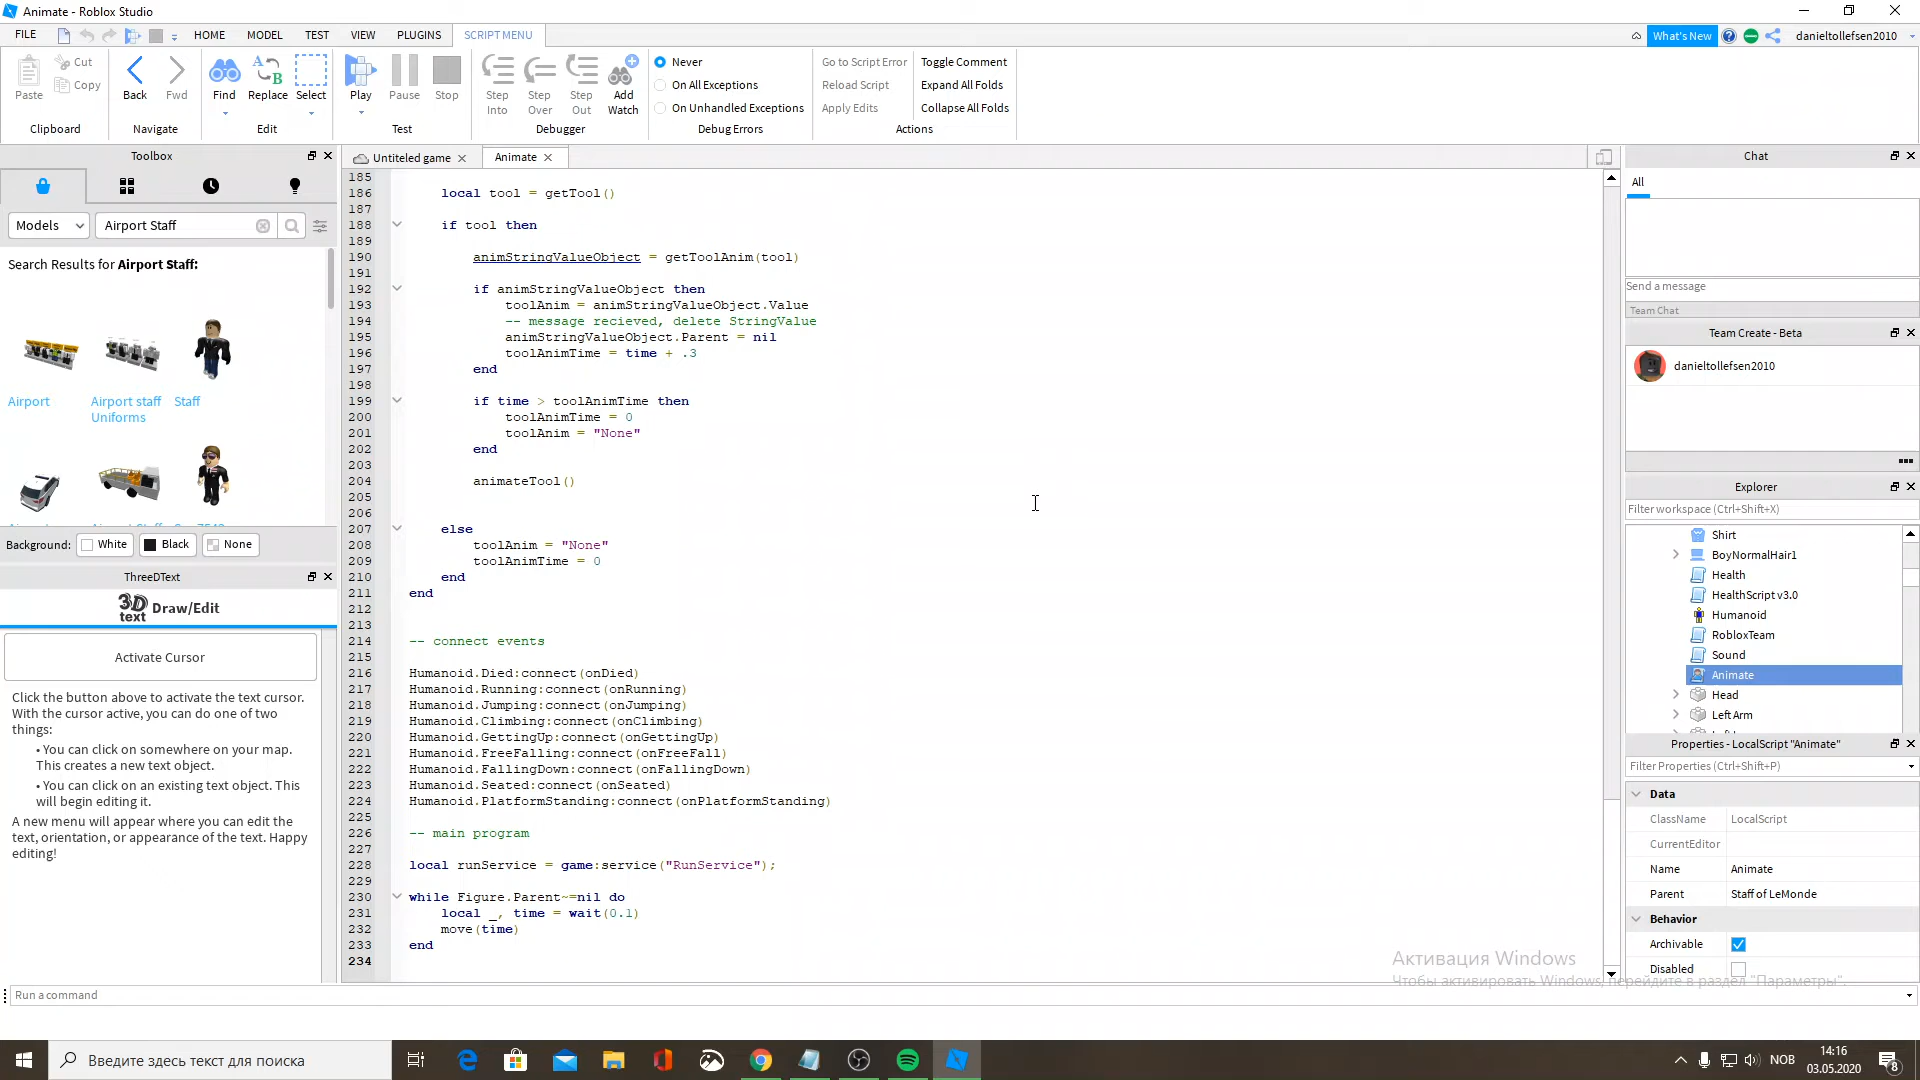 Animate - Roblox Studio
FILE HOME MODEL TEST VIEW PLUGINS SCRIPT MENU What's New danieltollefsen2010
Paste Cut Copy Back Fwd Find Replace Select Play Pause Stop Step Into Step Over Step Out Add Watch
Never
On All Exceptions
On Unhandled Exceptions
Go to Script Error
Reload Script
Apply Edits
Toggle Comment
Expand All Folds
Collapse All Folds
Clipboard Navigate Edit Test Debugger Debug Errors Actions
Toolbox
Models Airport Staff
Search Results for Airport Staff:
Airport
Airport staff Uniforms
Staff
Background: White Black None
ThreeDText
3D text Draw/Edit
Activate Cursor
Click the button above to activate the text cursor.
With the cursor active, you can do one of two
things:
• You can click on somewhere on your map.
This creates a new text object.
• You can click on an existing text object. This
will begin editing it.
A new menu will appear where you can edit the
text, orientation, or appearance of the text. Happy
editing!
Untiteled game Animate
185
186 local tool = getTool()
187
188 if tool then
189
190 animStringValueObject = getToolAnim(tool)
191
192 if animStringValueObject then
193 toolAnim = animStringValueObject.Value
194 -- message recieved, delete StringValue
195 animStringValueObject.Parent = nil
196 toolAnimTime = time + .3
197 end
198
199 if time > toolAnimTime then
200 toolAnimTime = 0
201 toolAnim = "None"
202 end
203
204 animateTool()
205
206
207 else
208 toolAnim = "None"
209 toolAnimTime = 0
210 end
211 end
212
213
214 -- connect events
215
216 Humanoid.Died:connect(onDied)
217 Humanoid.Running:connect(onRunning)
218 Humanoid.Jumping:connect(onJumping)
219 Humanoid.Climbing:connect(onClimbing)
220 Humanoid.GettingUp:connect(onGettingUp)
221 Humanoid.FreeFalling:connect(onFreeFall)
222 Humanoid.FallingDown:connect(onFallingDown)
223 Humanoid.Seated:connect(onSeated)
224 Humanoid.PlatformStanding:connect(onPlatformStanding)
225
226 -- main program
227
228 local runService = game:service("RunService");
229
230 while Figure.Parent~=nil do
231 local _, time = wait(0.1)
232 move(time)
233 end
234
Chat
All
Send a message
Team Chat
Team Create - Beta
danieltollefsen2010
Explorer
Filter workspace (Ctrl+Shift+X)
Shirt
BoyNormalHair1
Health
HealthScript v3.0
Humanoid
RobloxTeam
Sound
Animate
Head
Left Arm
Properties - LocalScript "Animate"
Filter Properties (Ctrl+Shift+P)
Data
ClassName LocalScript
CurrentEditor
Name Animate
Parent Staff of LeMonde
Behavior
Archivable
Disabled
Активация Windows
Чтобы активировать Windows, перейдите в раздел "Параметры".
Run a command
Введите здесь текст для поиска
NOB
14:16
03.05.2020
8